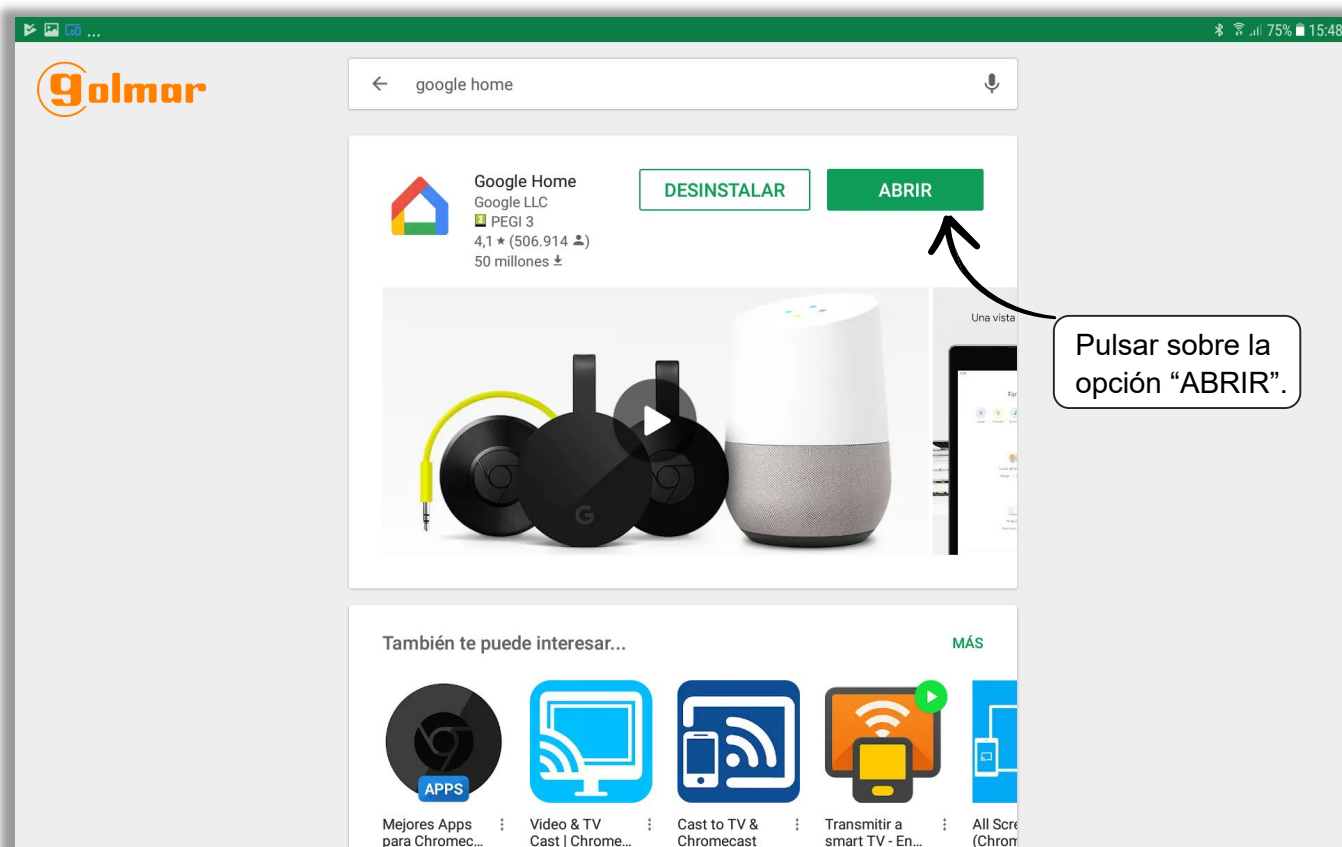 ...
75% 15:48
golmar
google home
Google Home
Google LLC
3 PEGI 3
4,1 ★ (506.914)
50 millones
DESINSTALAR
ABRIR
Una vista
Pulsar sobre la
opción “ABRIR”.
G
También te puede interesar...
MÁS
APPS
Mejores Apps
para Chromec...
Video & TV
Cast | Chrome...
Cast to TV &
Chromecast
Transmitir a
smart TV - En...
All Scre
(Chrom